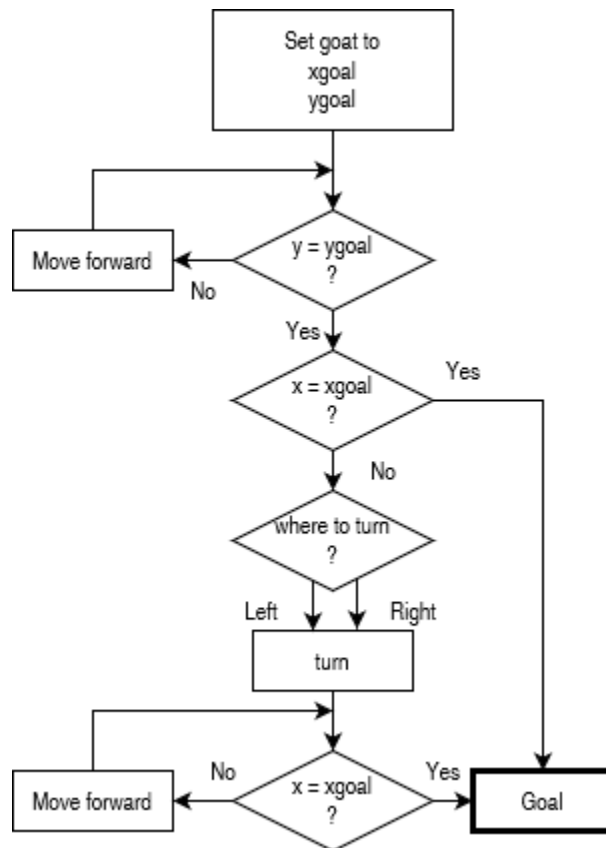 Set goat to
xgoal
ygoal
Move forward
y = ygoal
?
No
Yes
x = xgoal
?
Yes
No
where to turn
?
Left
Right
turn
No
Yes
Move forward
x = xgoal
?
Goal